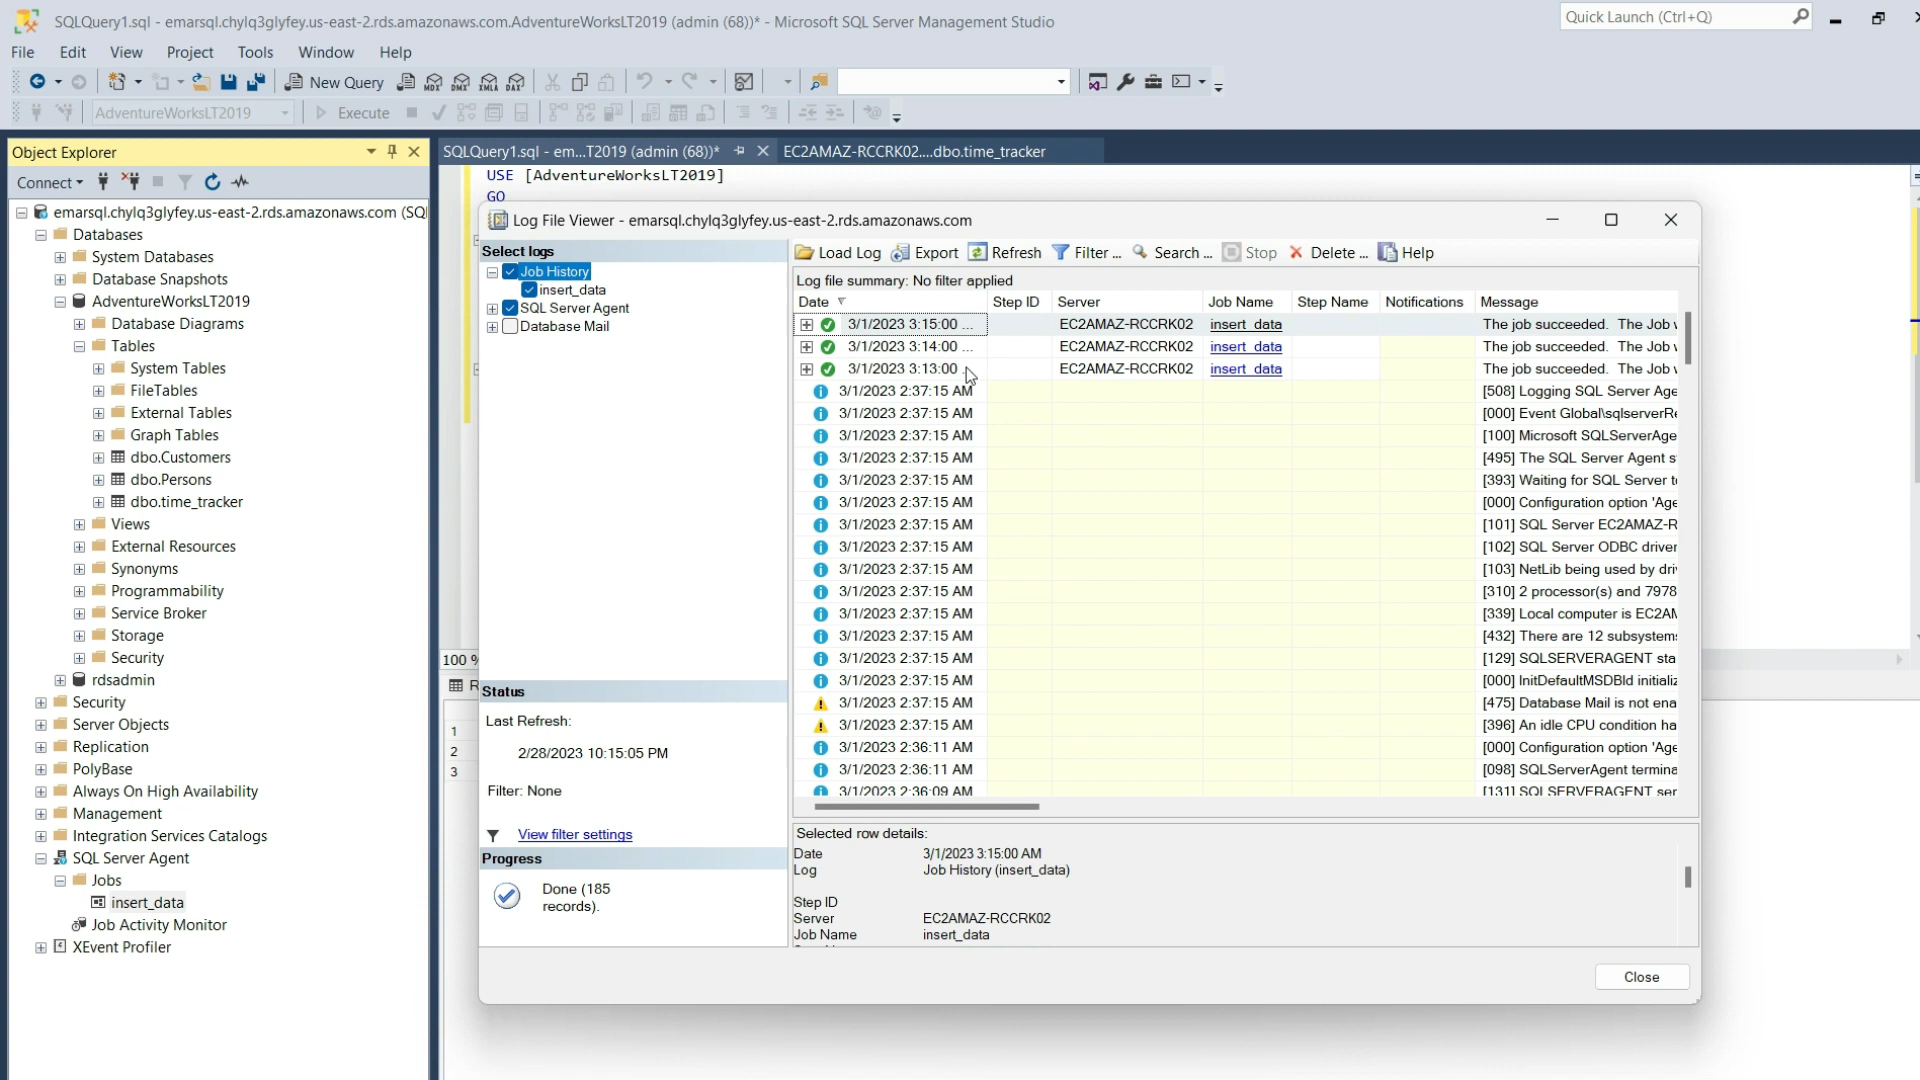 SQLQuery1.sql - emarsql.chylq3glyfey.us-east-2.rds.amazonaws.com.AdventureWorksLT2019 (admin (68))* - Microsoft SQL Server Management Studio
Quick Launch (Ctrl+Q)
File Edit View Project Tools Window Help
New Query MDX DMX XMLA DAX
AdventureWorksLT2019 Execute
Object Explorer
SQLQuery1.sql - em...T2019 (admin (68))* EC2AMAZ-RCCRK02....dbo.time_tracker
Connect
USE [AdventureWorksLT2019]
GO
emarsql.chylq3glyfey.us-east-2.rds.amazonaws.com (SQ
Databases
System Databases
Database Snapshots
AdventureWorksLT2019
Database Diagrams
Tables
System Tables
FileTables
External Tables
Graph Tables
dbo.Customers
dbo.Persons
dbo.time_tracker
Views
External Resources
Synonyms
Programmability
Service Broker
Storage
Security
rdsadmin
Security
Server Objects
Replication
PolyBase
Always On High Availability
Management
Integration Services Catalogs
SQL Server Agent
Jobs
insert_data
Job Activity Monitor
XEvent Profiler
100 %
R
1
2
3
Log File Viewer - emarsql.chylq3glyfey.us-east-2.rds.amazonaws.com
Select logs
Job History
insert_data
SQL Server Agent
Database Mail
Status
Last Refresh:
2/28/2023 10:15:05 PM
Filter: None
View filter settings
Progress
Done (185
records).
Load Log Export Refresh Filter ... Search ... Stop Delete ... Help
Log file summary: No filter applied
Date Step ID Server Job Name Step Name Notifications Message
3/1/2023 3:15:00 ... EC2AMAZ-RCCRK02 insert_data The job succeeded. The Job
3/1/2023 3:14:00 ... EC2AMAZ-RCCRK02 insert_data The job succeeded. The Job
3/1/2023 3:13:00 EC2AMAZ-RCCRK02 insert_data The job succeeded. The Job
3/1/2023 2:37:15 AM [508] Logging SQL Server Age
3/1/2023 2:37:15 AM [000] Event Global\sqlserverRe
3/1/2023 2:37:15 AM [100] Microsoft SQLServerAge
3/1/2023 2:37:15 AM [495] The SQL Server Agent s
3/1/2023 2:37:15 AM [393] Waiting for SQL Server t
3/1/2023 2:37:15 AM [000] Configuration option 'Age
3/1/2023 2:37:15 AM [101] SQL Server EC2AMAZ-R
3/1/2023 2:37:15 AM [102] SQL Server ODBC driver
3/1/2023 2:37:15 AM [103] NetLib being used by dri
3/1/2023 2:37:15 AM [310] 2 processor(s) and 7978
3/1/2023 2:37:15 AM [339] Local computer is EC2AM
3/1/2023 2:37:15 AM [432] There are 12 subsystems
3/1/2023 2:37:15 AM [129] SQLSERVERAGENT sta
3/1/2023 2:37:15 AM [000] InitDefaultMSDBId initializ
3/1/2023 2:37:15 AM [475] Database Mail is not ena
3/1/2023 2:37:15 AM [396] An idle CPU condition ha
3/1/2023 2:36:11 AM [000] Configuration option 'Age
3/1/2023 2:36:11 AM [098] SQLServerAgent termina
3/1/2023 2:36:09 AM [131] SQLSERVERAGENT ser
Selected row details:
Date 3/1/2023 3:15:00 AM
Log Job History (insert_data)
Step ID
Server EC2AMAZ-RCCRK02
Job Name insert_data
Close